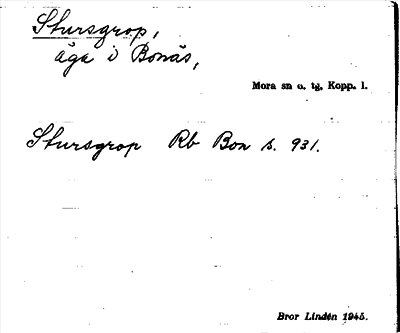 Stursgrop,
äga i Bonäs,
Mora sn o. tg, Kopp. l.
Stursgrop Rb Bon s. 931.
Bror Lindén 1945.